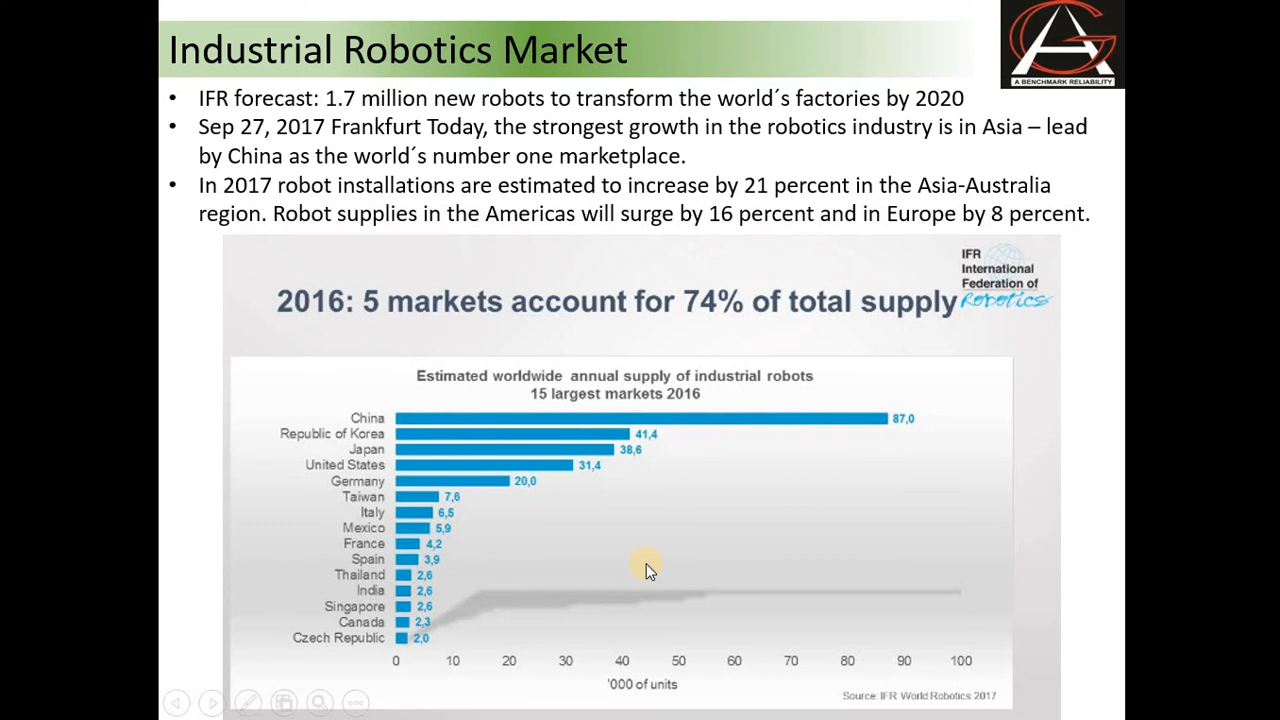 Industrial Robotics Market
A BENCHMARK RELIABILITY
• IFR forecast: 1.7 million new robots to transform the world´s factories by 2020
• Sep 27, 2017 Frankfurt Today, the strongest growth in the robotics industry is in Asia – lead
by China as the world´s number one marketplace.
• In 2017 robot installations are estimated to increase by 21 percent in the Asia-Australia
region. Robot supplies in the Americas will surge by 16 percent and in Europe by 8 percent.
IFR
International
Federation of
Robotics
2016: 5 markets account for 74% of total supply
Estimated worldwide annual supply of industrial robots
15 largest markets 2016
China 87,0
Republic of Korea 41,4
Japan 38,6
United States 31,4
Germany 20,0
Taiwan 7,6
Italy 6,5
Mexico 5,9
France 4,2
Spain 3,9
Thailand 2,6
India 2,6
Singapore 2,6
Canada 2,3
Czech Republic 2,0
0 10 20 30 40 50 60 70 80 90 100
'000 of units
Source: IFR World Robotics 2017